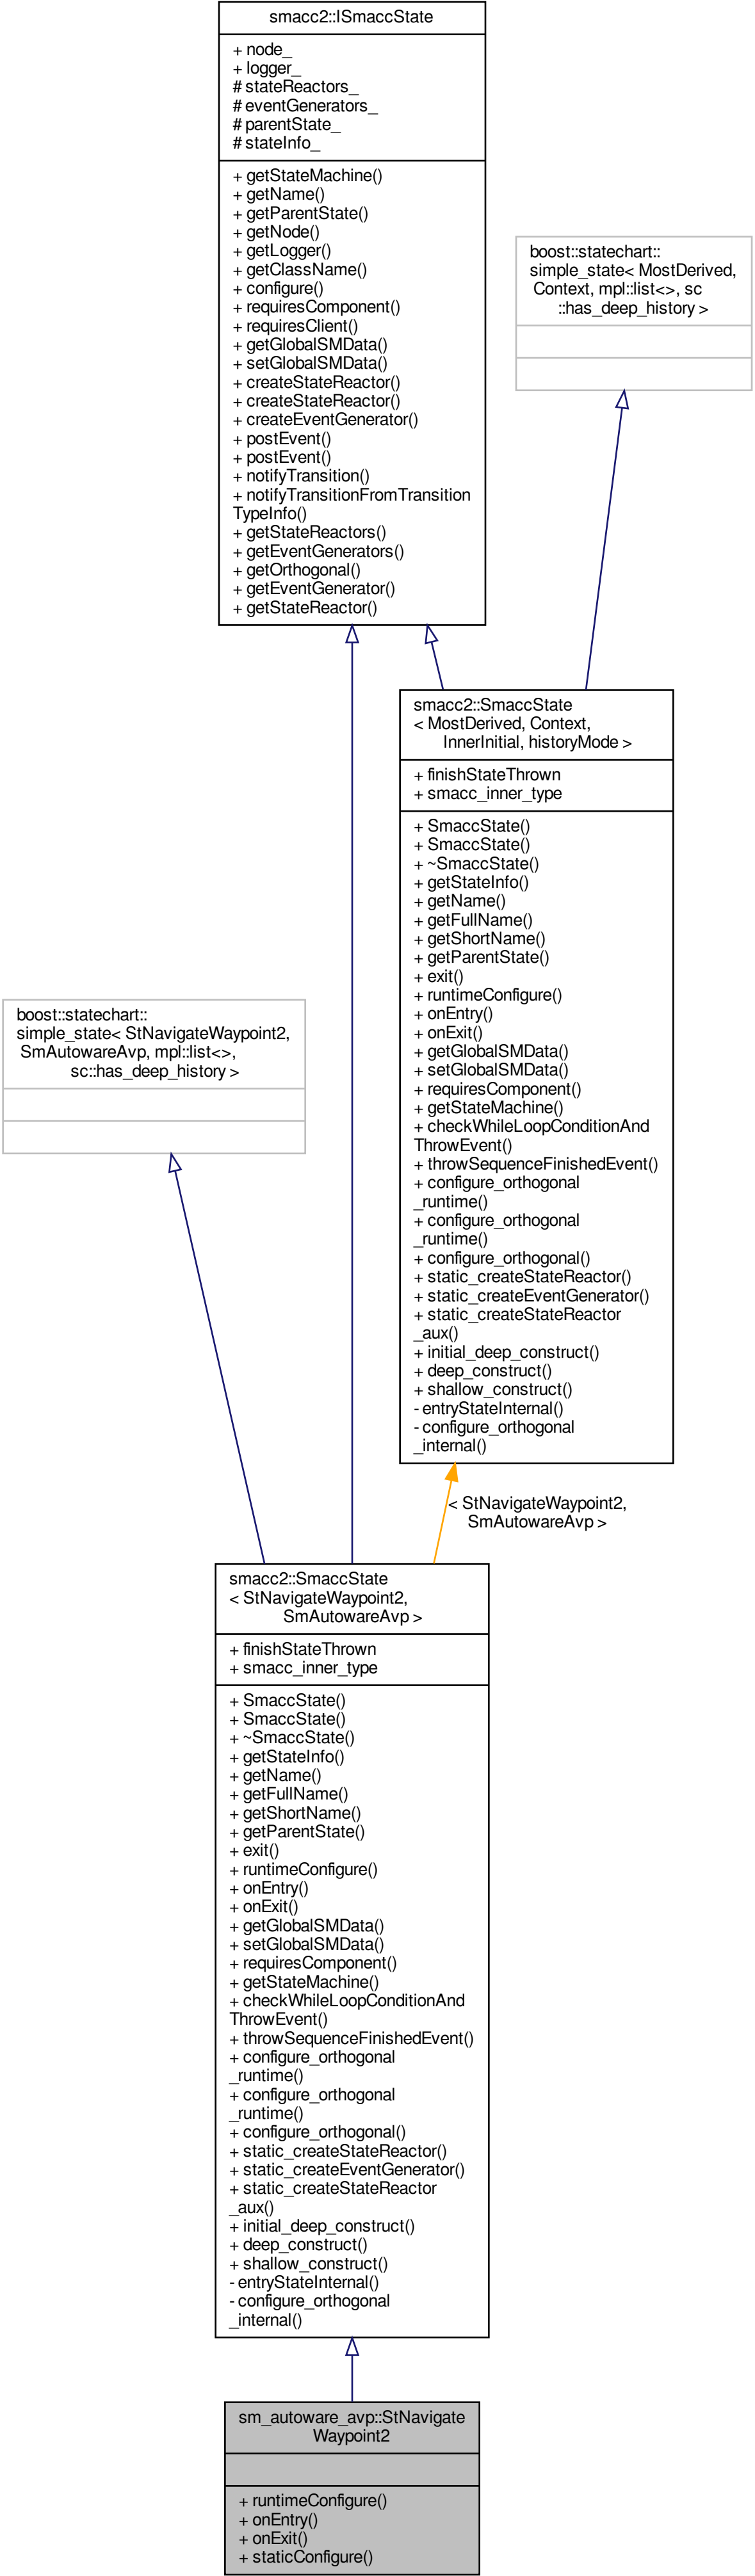 smacc2::ISmaccState
+ node_
+ logger_
# stateReactors_
# eventGenerators_
# parentState_
# stateInfo_
+ getStateMachine()
+ getName()
+ getParentState()
+ getNode()
+ getLogger()
+ getClassName()
+ configure()
+ requiresComponent()
+ requiresClient()
+ getGlobalSMData()
+ setGlobalSMData()
+ createStateReactor()
+ createStateReactor()
+ createEventGenerator()
+ postEvent()
+ postEvent()
+ notifyTransition()
+ notifyTransitionFromTransition
TypeInfo()
+ getStateReactors()
+ getEventGenerators()
+ getOrthogonal()
+ getEventGenerator()
+ getStateReactor()
boost::statechart::
simple_state< MostDerived,
Context, mpl::list<>, sc
::has_deep_history >
smacc2::SmaccState
< MostDerived, Context,
InnerInitial, historyMode >
+ finishStateThrown
+ smacc_inner_type
+ SmaccState()
+ SmaccState()
+ ~SmaccState()
+ getStateInfo()
+ getName()
+ getFullName()
+ getShortName()
+ getParentState()
+ exit()
+ runtimeConfigure()
+ onEntry()
+ onExit()
+ getGlobalSMData()
+ setGlobalSMData()
+ requiresComponent()
+ getStateMachine()
+ checkWhileLoopConditionAnd
ThrowEvent()
+ throwSequenceFinishedEvent()
+ configure_orthogonal
_runtime()
+ configure_orthogonal
_runtime()
+ configure_orthogonal()
+ static_createStateReactor()
+ static_createEventGenerator()
+ static_createStateReactor
_aux()
+ initial_deep_construct()
+ deep_construct()
+ shallow_construct()
- entryStateInternal()
- configure_orthogonal
_internal()
boost::statechart::
simple_state< StNavigateWaypoint2,
SmAutowareAvp, mpl::list<>,
sc::has_deep_history >
< StNavigateWaypoint2,
SmAutowareAvp >
smacc2::SmaccState
< StNavigateWaypoint2,
SmAutowareAvp >
+ finishStateThrown
+ smacc_inner_type
+ SmaccState()
+ SmaccState()
+ ~SmaccState()
+ getStateInfo()
+ getName()
+ getFullName()
+ getShortName()
+ getParentState()
+ exit()
+ runtimeConfigure()
+ onEntry()
+ onExit()
+ getGlobalSMData()
+ setGlobalSMData()
+ requiresComponent()
+ getStateMachine()
+ checkWhileLoopConditionAnd
ThrowEvent()
+ throwSequenceFinishedEvent()
+ configure_orthogonal
_runtime()
+ configure_orthogonal
_runtime()
+ configure_orthogonal()
+ static_createStateReactor()
+ static_createEventGenerator()
+ static_createStateReactor
_aux()
+ initial_deep_construct()
+ deep_construct()
+ shallow_construct()
- entryStateInternal()
- configure_orthogonal
_internal()
sm_autoware_avp::StNavigate
Waypoint2
+ runtimeConfigure()
+ onEntry()
+ onExit()
+ staticConfigure()